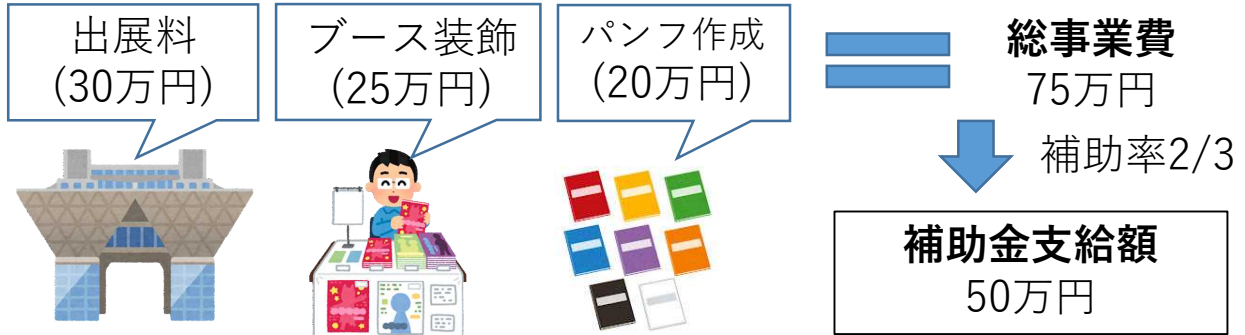 出展料
(30万円)
ブース装飾
(25万円)
パンフ作成
(20万円)
総事業費
75万円
補助率2/3
補助金支給額
50万円